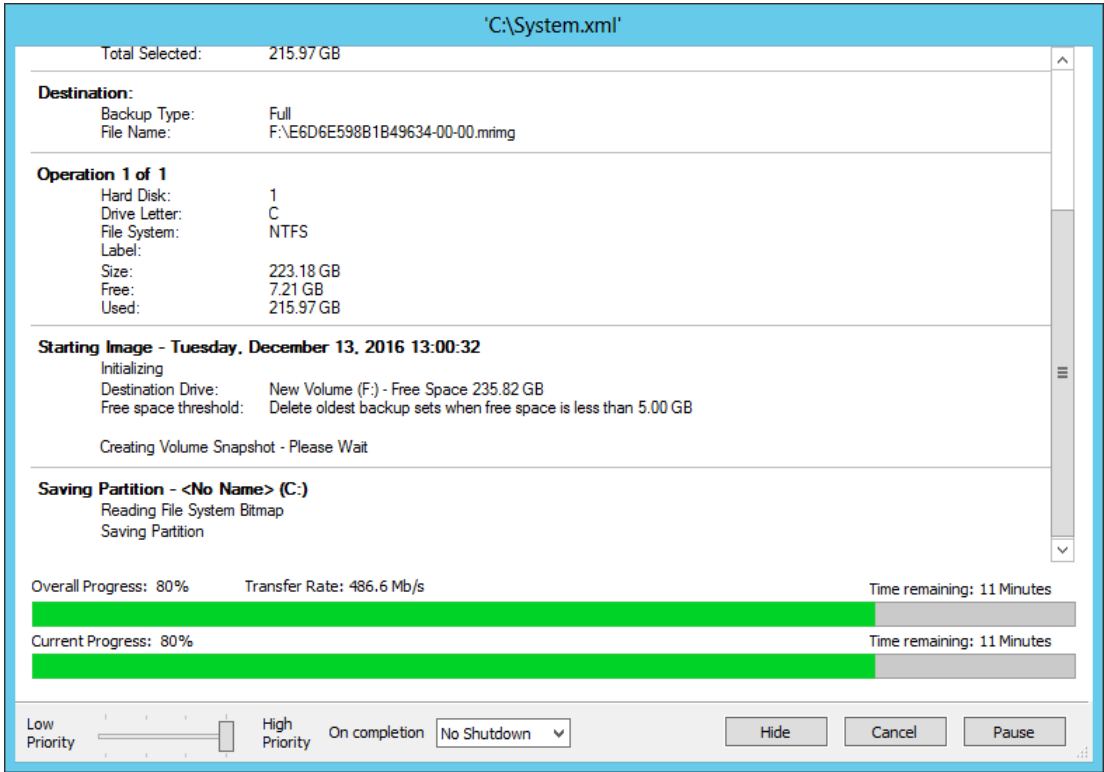 'C:\System.xml'
Total Selected: 215.97 GB
Destination:
Backup Type: Full
File Name: F:\E6D6E598B1B49634-00-00.mrimg
Operation 1 of 1
Hard Disk: 1
Drive Letter: C
File System: NTFS
Label:
Size: 223.18 GB
Free: 7.21 GB
Used: 215.97 GB
Starting Image - Tuesday, December 13, 2016 13:00:32
Initializing
Destination Drive: New Volume (F:) - Free Space 235.82 GB
Free space threshold: Delete oldest backup sets when free space is less than 5.00 GB
Creating Volume Snapshot - Please Wait
Saving Partition - <No Name> (C:)
Reading File System Bitmap
Saving Partition
Overall Progress: 80% Transfer Rate: 486.6 Mb/s Time remaining: 11 Minutes
Current Progress: 80% Time remaining: 11 Minutes
Low Priority High Priority On completion No Shutdown Hide Cancel Pause